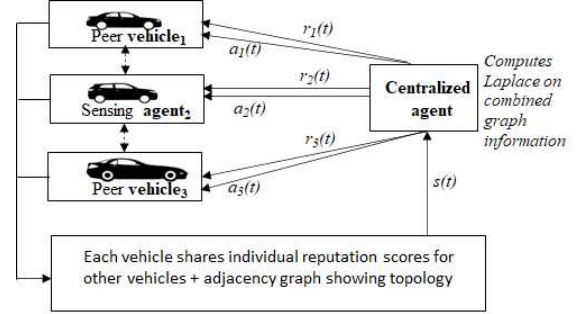 Peer vehicle1
r1(t)
a1(t)
Sensing agent2
r2(t)
a2(t)
Centralized
agent
Computes
Laplace on
combined
graph
information
Peer vehicle3
r3(t)
a3(t)
s(t)
Each vehicle shares individual reputation scores for
other vehicles + adjacency graph showing topology